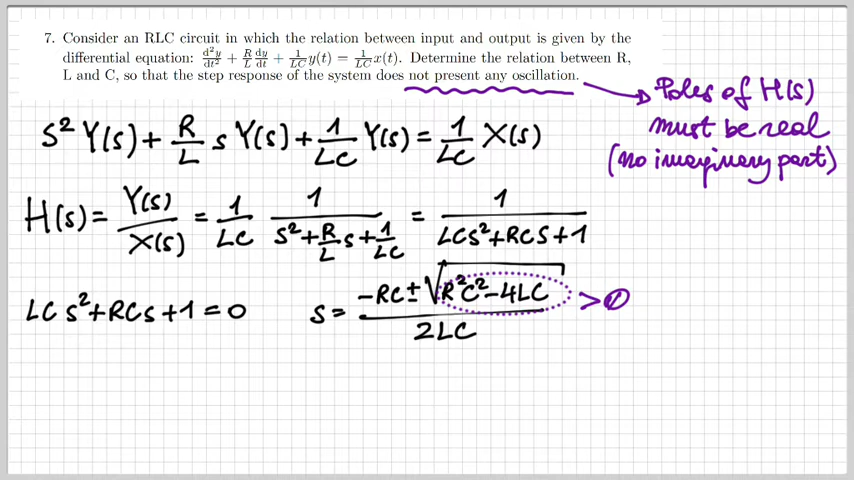 7. Consider an RLC circuit in which the relation between input and output is given by the
differential equation: d²y/dt² + R/L dy/dt + 1/LC y(t) = 1/LC x(t). Determine the relation between R,
L and C, so that the step response of the system does not present any oscillation.
Poles of H(s)
must be real
(no imaginary part)
S² Y(s) + R/L s Y(s) + 1/LC Y(s) = 1/LC X(s)
H(s) = Y(s)/X(s) = 1/LC 1/(S² + R/L s + 1/LC) = 1/(LCS² + RCS + 1)
LC s² + RCs + 1 = 0
s = (-RC ± √(R²C² - 4LC))/2LC > 0